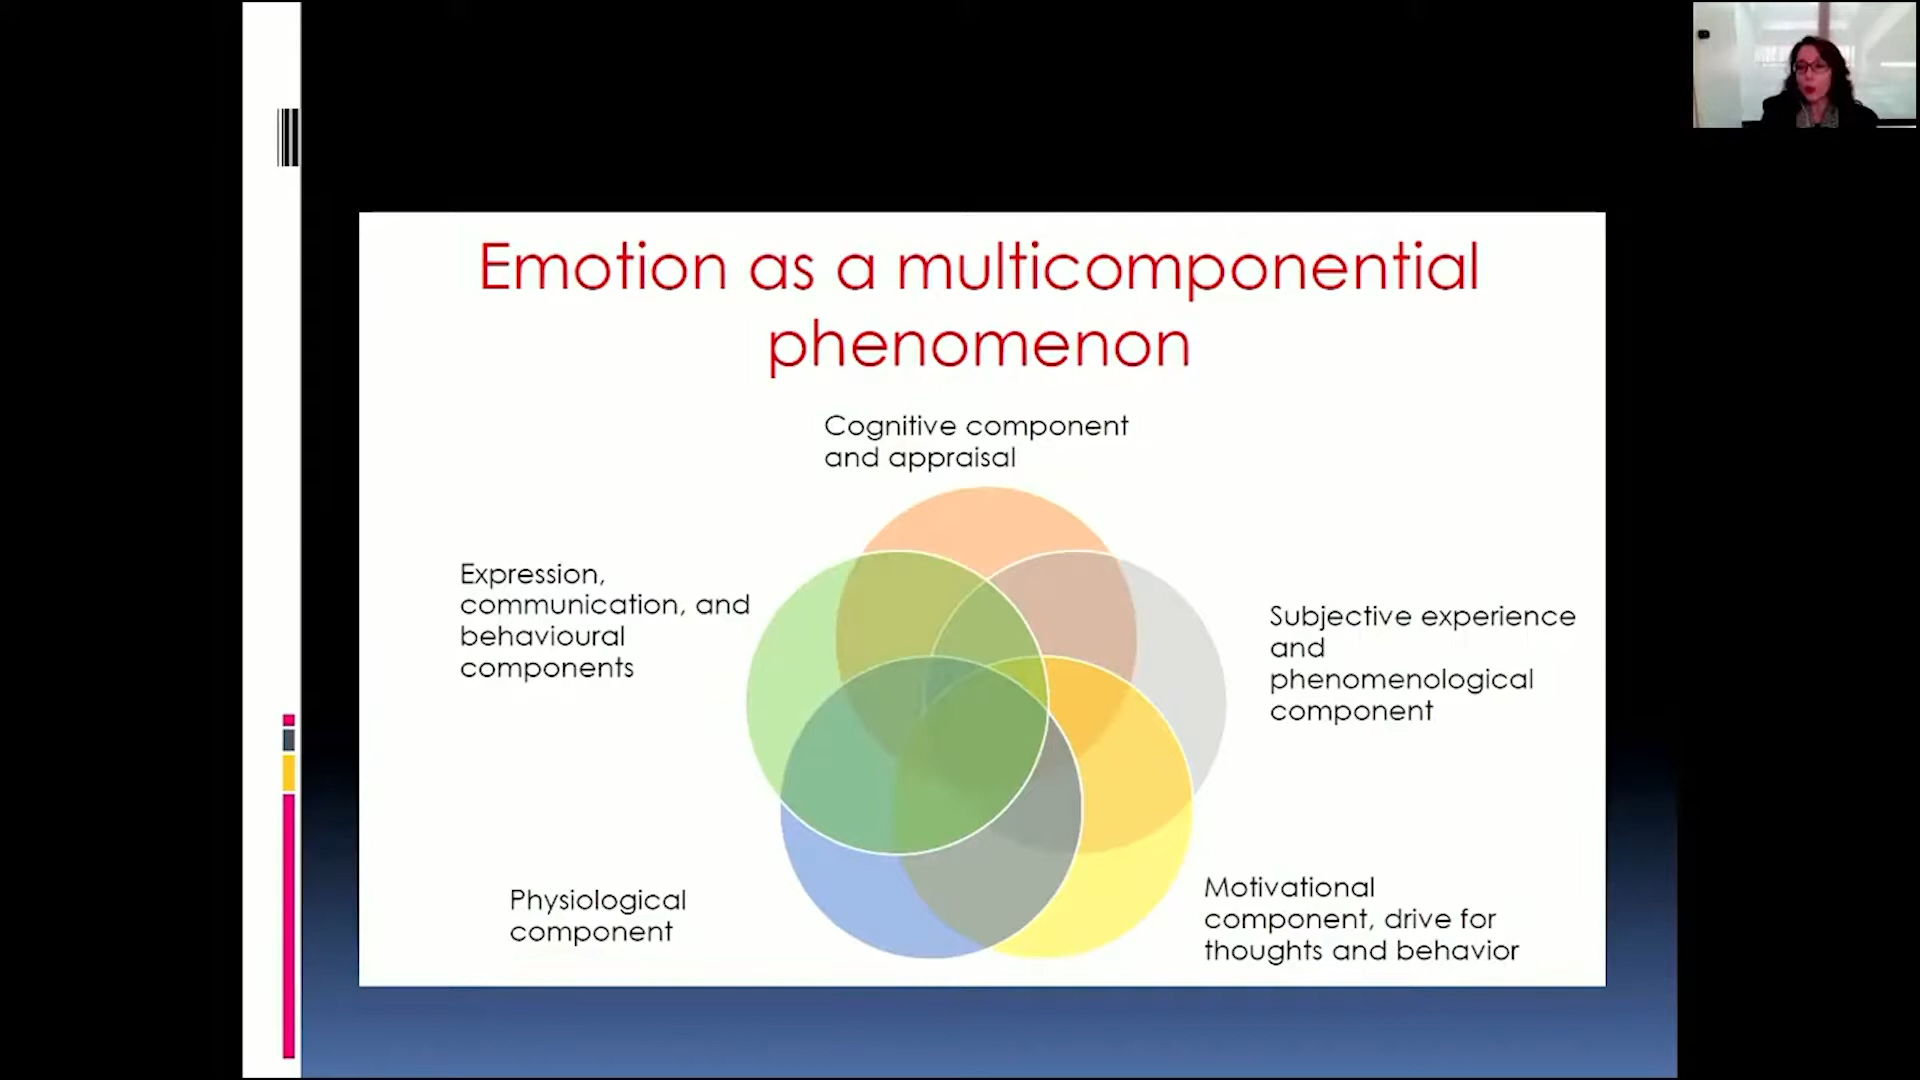 Emotion as a multicomponential
phenomenon
Cognitive component
and appraisal
Expression,
communication, and
behavioural
components
Subjective experience
and
phenomenological
component
Physiological
component
Motivational
component, drive for
thoughts and behavior